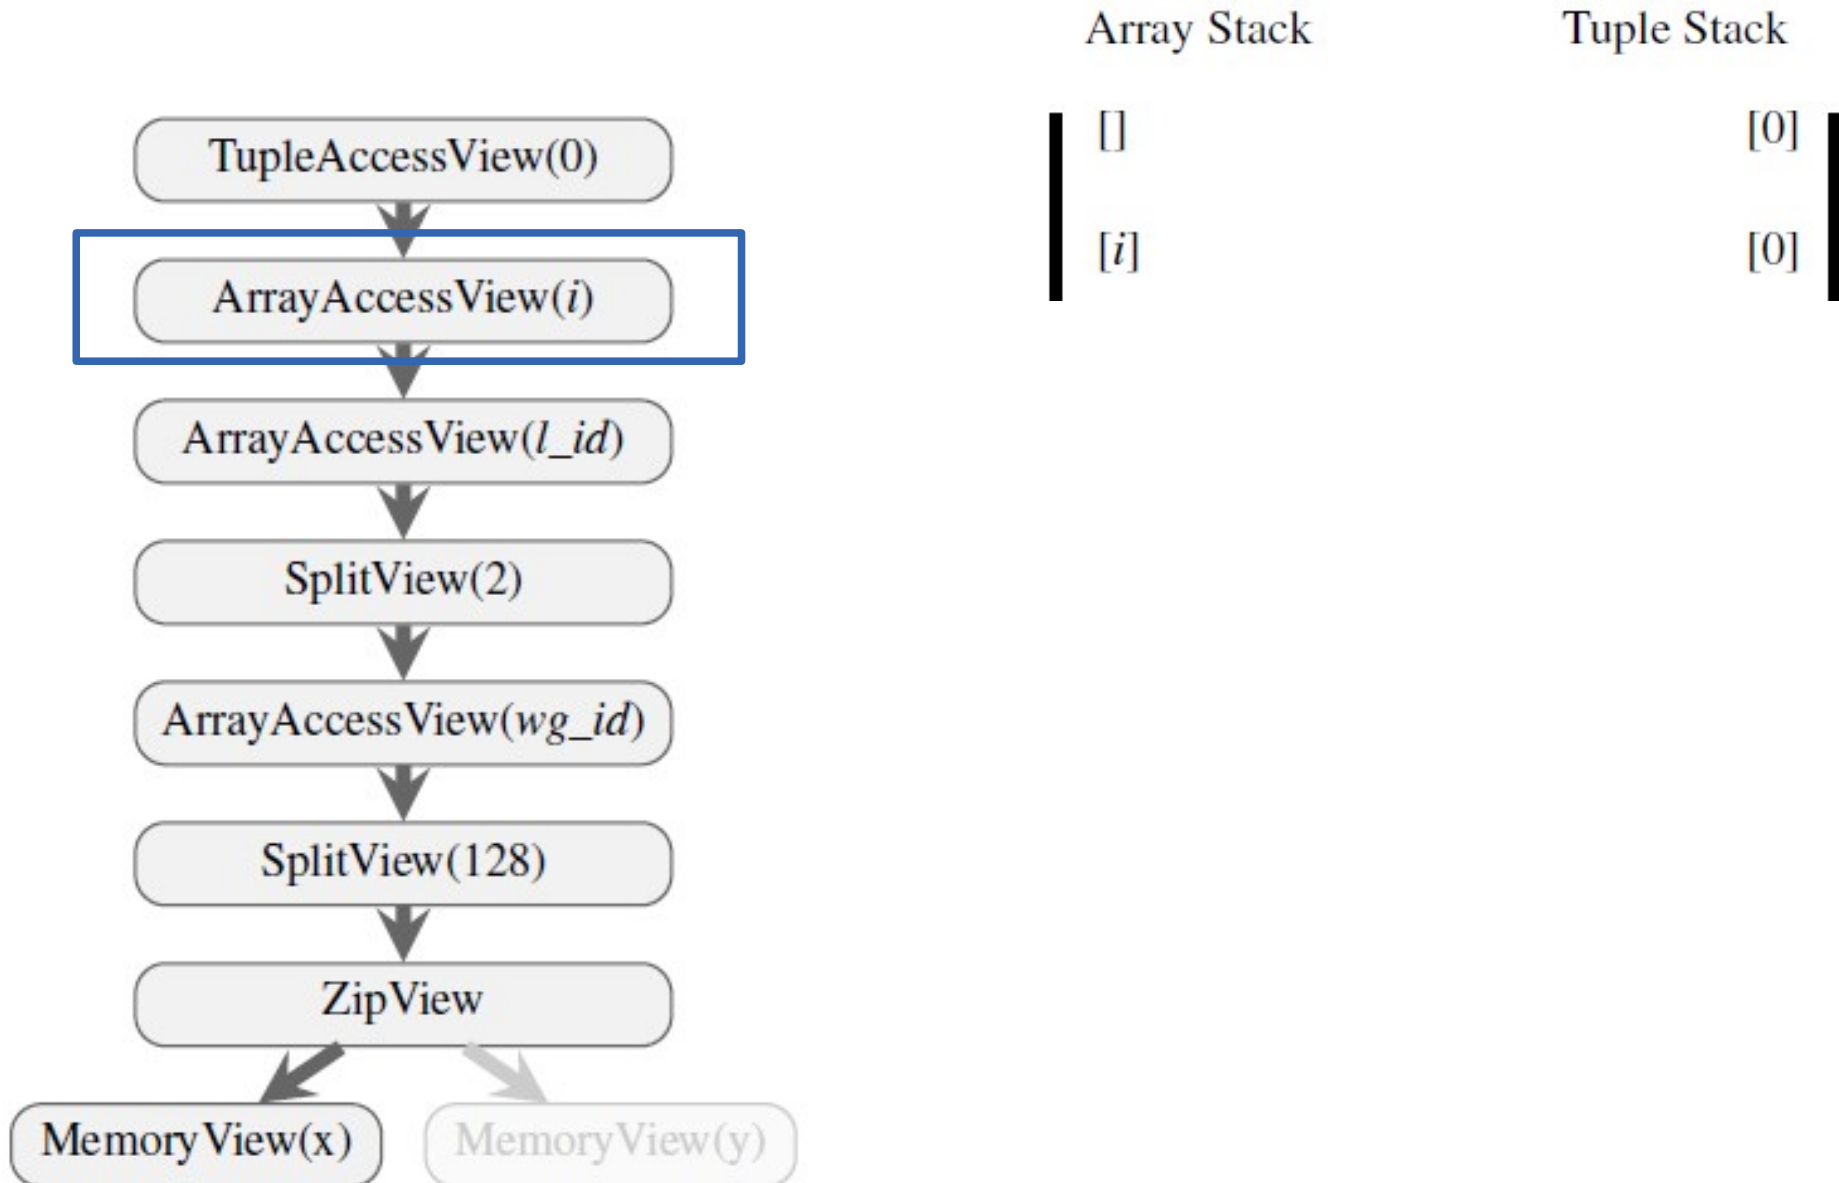 Array Stack Tuple Stack
TupleAccessView(0) [] [0]
ArrayAccessView(i) [i] [0]
ArrayAccessView(l_id)
SplitView(2)
ArrayAccessView(wg_id)
SplitView(128)
ZipView
MemoryView(x) MemoryView(y)